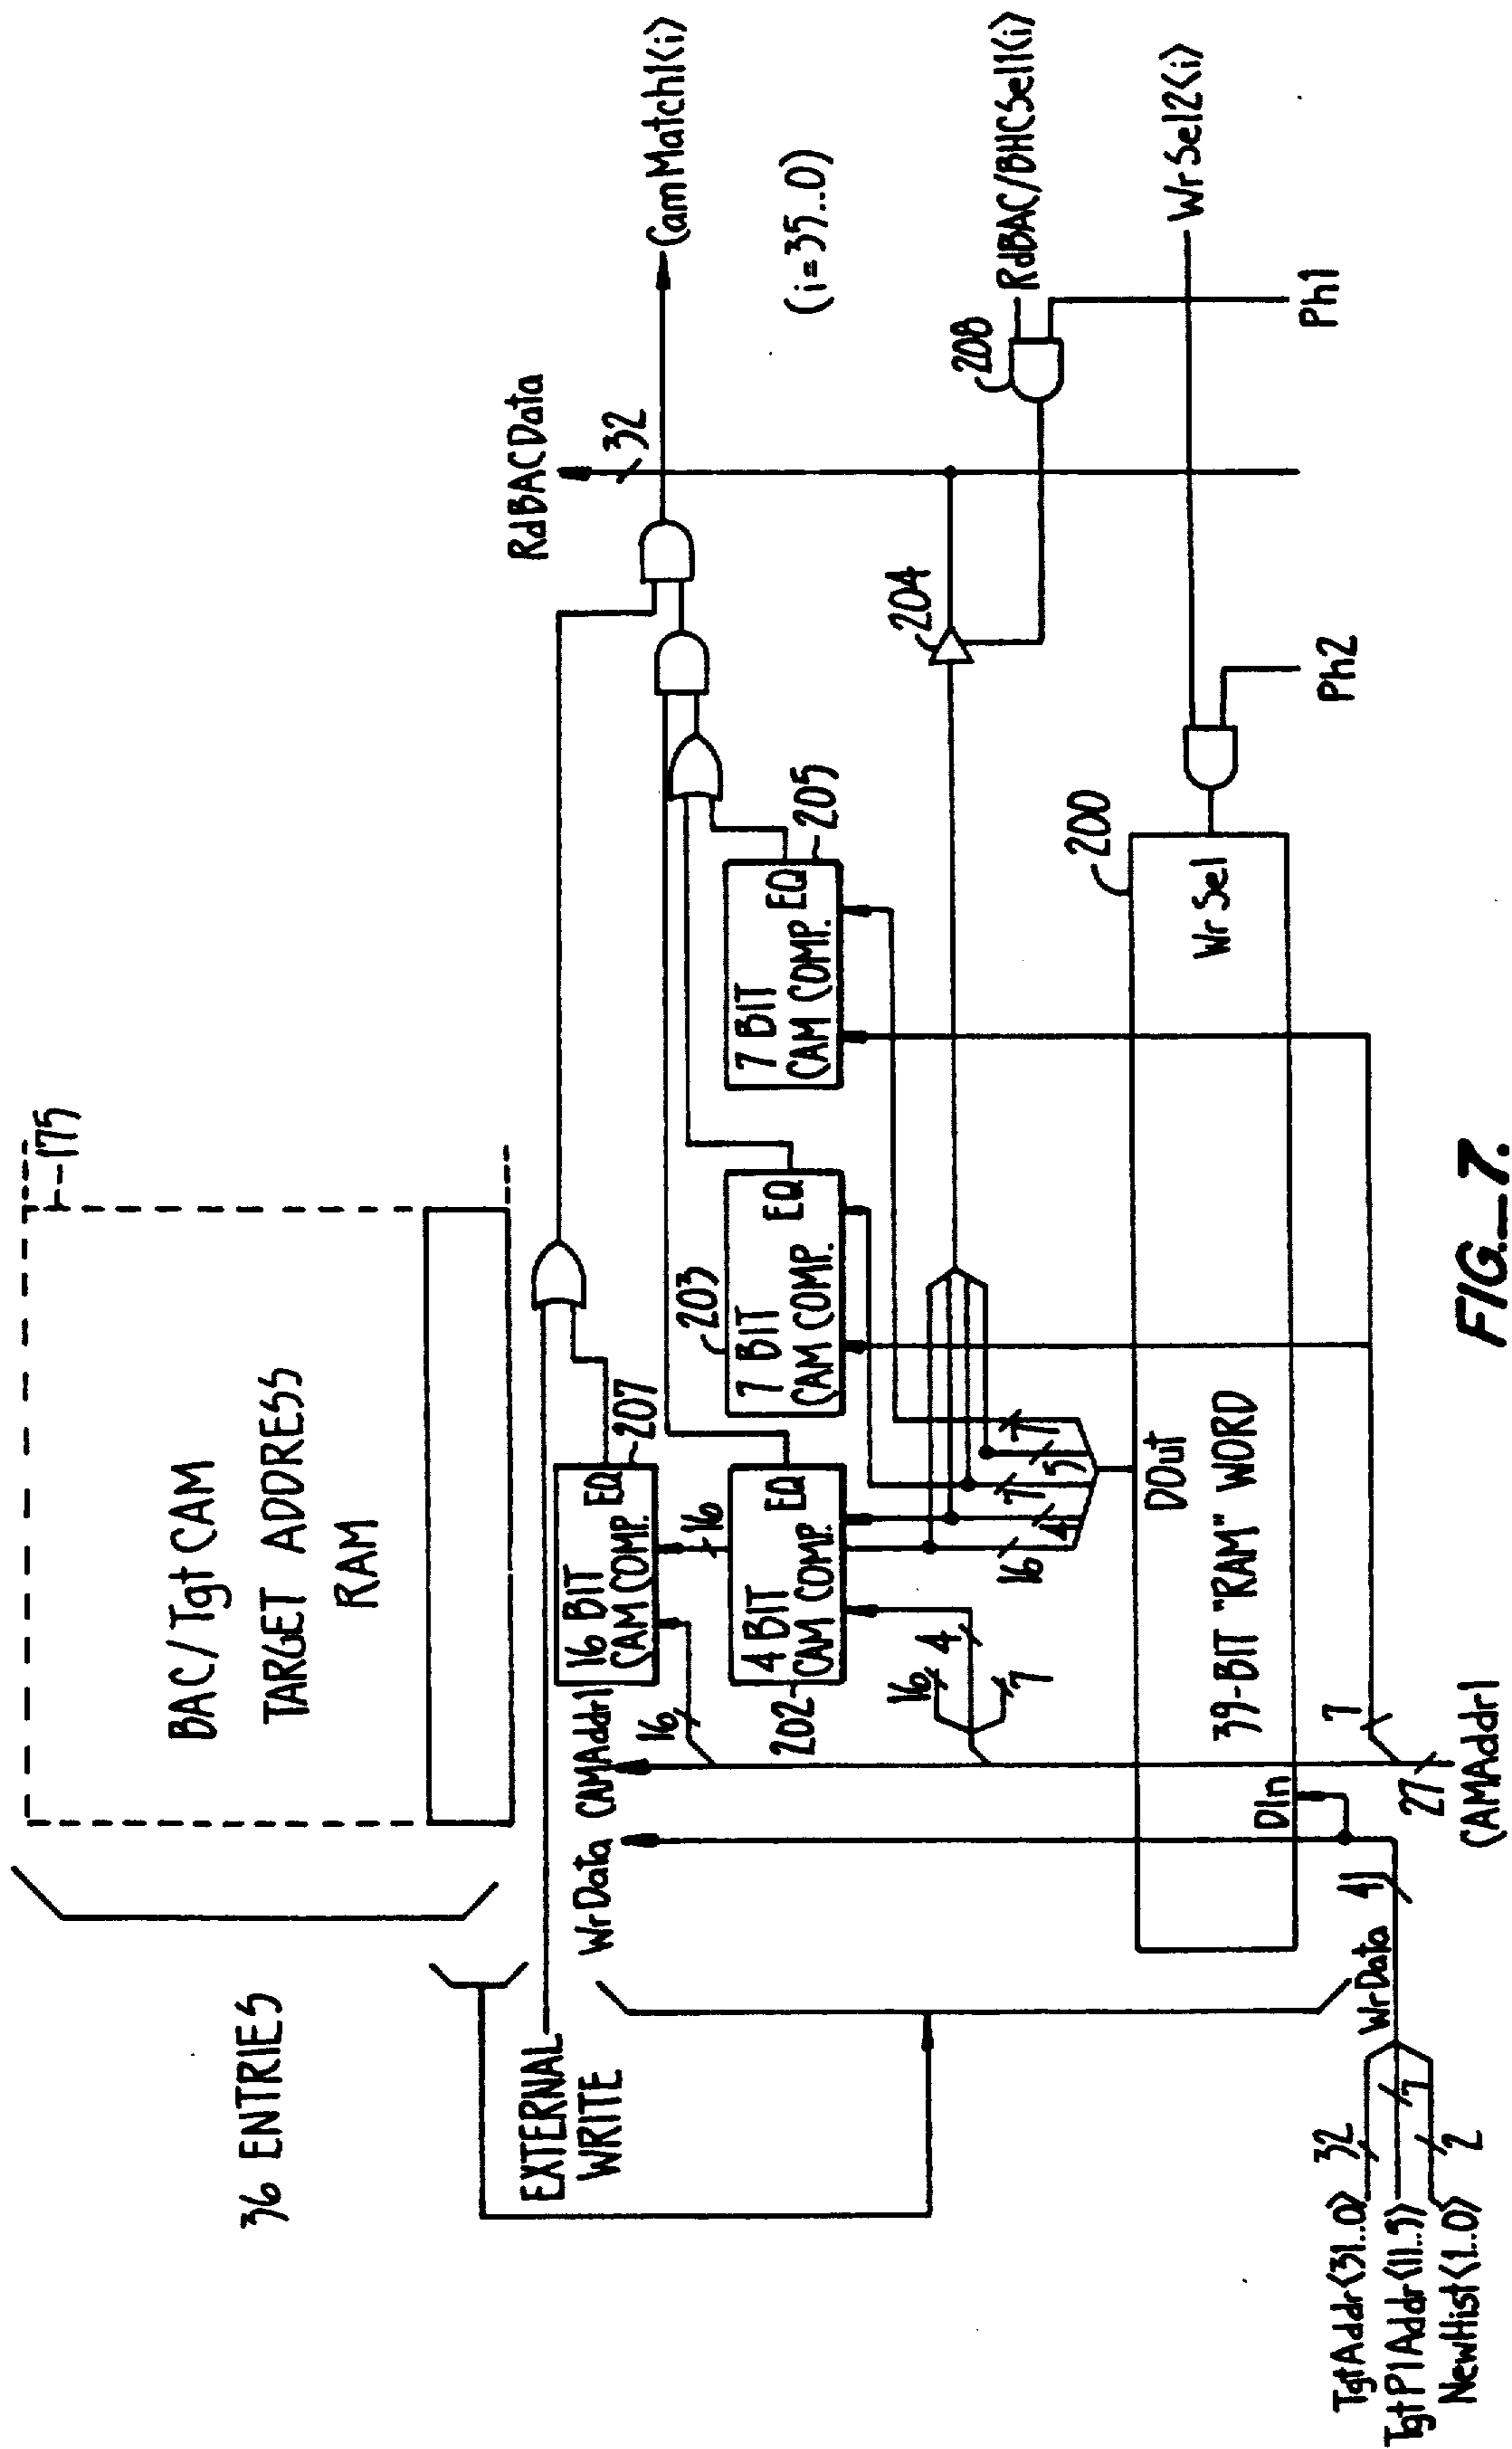 36 ENTRIES
BAC/Tgt CAM
TARGET ADDRESS
RAM
175
EXTERNAL
WRITE
WrData
CAMAddr1
16 BIT
CAM COMP.
EQ
207
16
16
4 BIT
CAM COMP.
EQ
202
7 BIT
CAM COMP.
EQ
203
7 BIT
CAM COMP.
EQ
205
RdBACData
32
CamMatch1<i>
(i=35..0)
16
4
7
16
4
7
5
7
204
208
RdBAC/BHCSel1<i>
DOut
39-BIT "RAM" WORD
DIn
WrSel
200
WrSel2<i>
Ph2
Ph1
TgtAddr<31..0>
32
TgtP1Addr<11..5>
7
NewHist<1..0>
2
WrData
41
27
CAMAddr1
7
FIG._7.